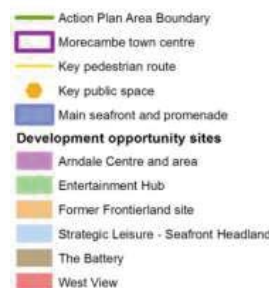 Action Plan Area Boundary
Morecambe town centre
Key pedestrian route
Key public space
Main seafront and promenade
Development opportunity sites
Arndale Centre and area
Entertainment Hub
Former Frontierland site
Strategic Leisure - Seafront Headland
The Battery
West View